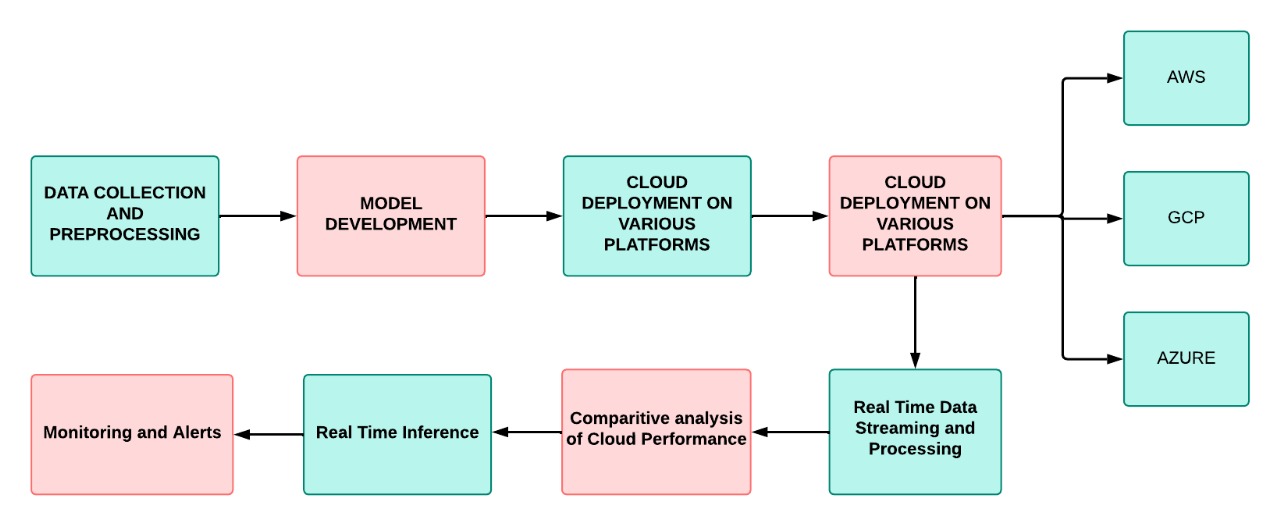 DATA COLLECTION
AND
PREPROCESSING
MODEL
DEVELOPMENT
CLOUD
DEPLOYMENT ON
VARIOUS
PLATFORMS
CLOUD
DEPLOYMENT ON
VARIOUS
PLATFORMS
AWS
GCP
AZURE
Real Time Data
Streaming and
Processing
Comparitive analysis
of Cloud Performance
Real Time Inference
Monitoring and Alerts